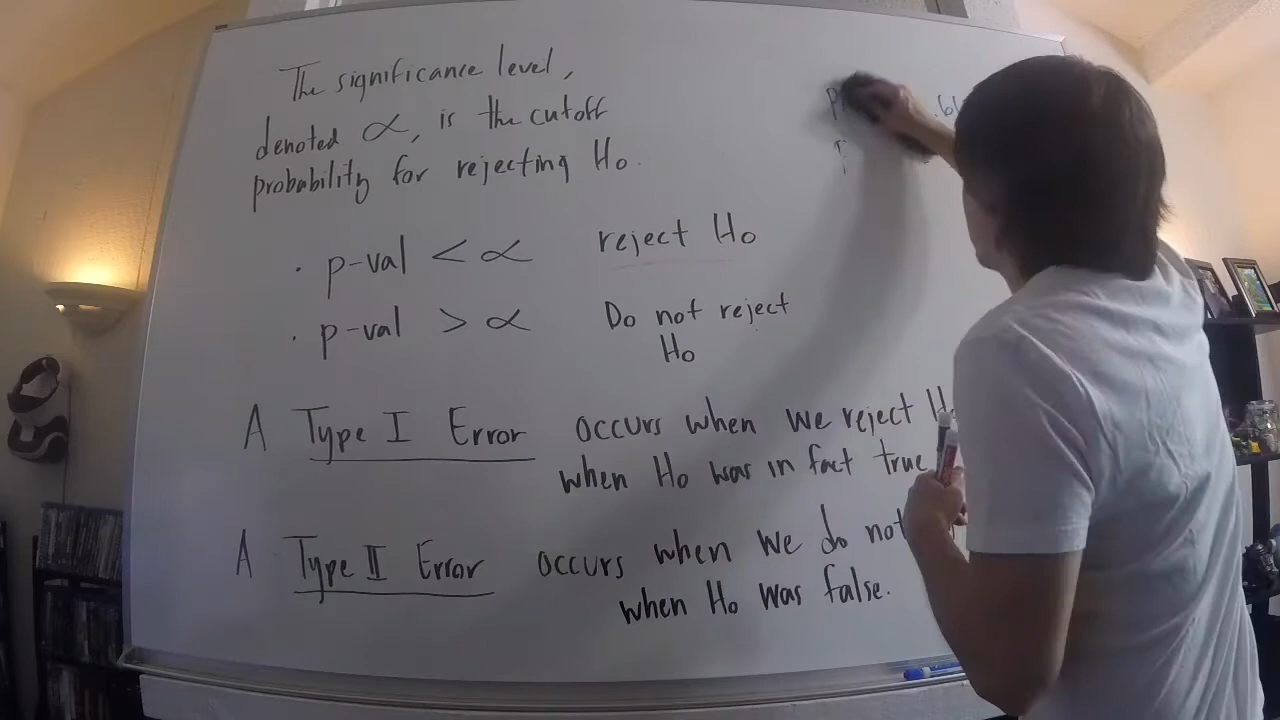 The significance level,
denoted α, is the cutoff
probability for rejecting Ho.
· p-val < α reject Ho
· p-val > α Do not reject
Ho
A Type I Error occurs when we reject H
when Ho was in fact true
A Type II Error occurs when we do not
when Ho was false.